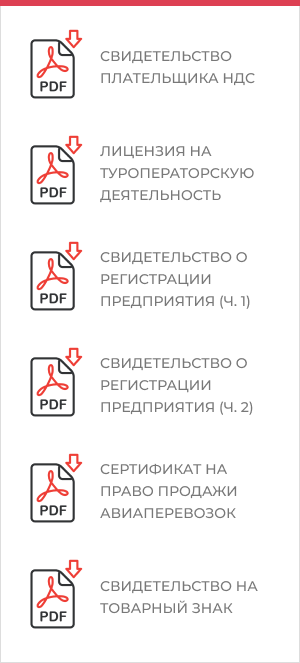 PDF
СВИДЕТЕЛЬСТВО
ПЛАТЕЛЬЩИКА НДС
PDF
ЛИЦЕНЗИЯ НА
ТУРОПЕРАТОРСКУЮ
ДЕЯТЕЛЬНОСТЬ
PDF
СВИДЕТЕЛЬСТВО О
РЕГИСТРАЦИИ
ПРЕДПРИЯТИЯ (Ч. 1)
PDF
СВИДЕТЕЛЬСТВО О
РЕГИСТРАЦИИ
ПРЕДПРИЯТИЯ (Ч. 2)
PDF
СЕРТИФИКАТ НА
ПРАВО ПРОДАЖИ
АВИАПЕРЕВОЗОК
PDF
СВИДЕТЕЛЬСТВО НА
ТОВАРНЫЙ ЗНАК